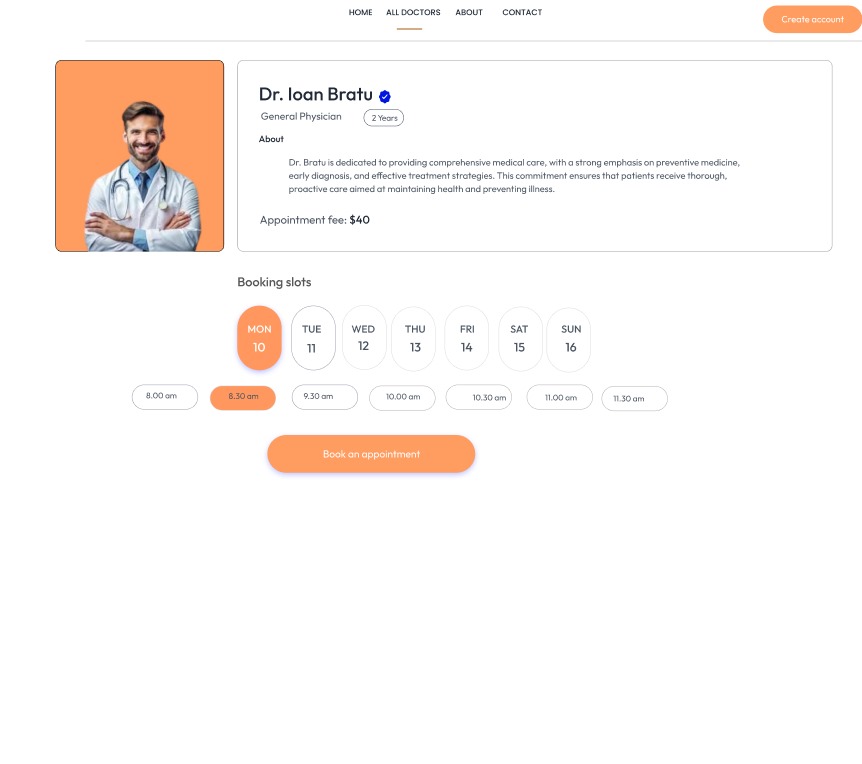 HOME ALL DOCTORS ABOUT CONTACT Create account
Dr. Ioan Bratu
General Physician 2 Years
About
Dr. Bratu is dedicated to providing comprehensive medical care, with a strong emphasis on preventive medicine,
early diagnosis, and effective treatment strategies. This commitment ensures that patients receive thorough,
proactive care aimed at maintaining health and preventing illness.
Appointment fee: $40
Booking slots
MON TUE WED THU FRI SAT SUN
10 11 12 13 14 15 16
8.00 am 8.30 am 9.30 am 10.00 am 10.30 am 11.00 am 11.30 am
Book an appointment